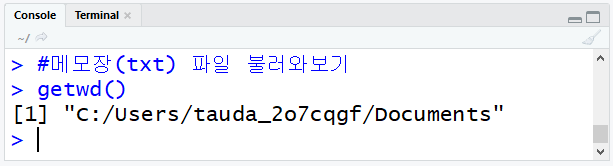 Console Terminal ×
~/
> #메모장(txt) 파일 불러와보기
> getwd()
[1] "C:/Users/tauda_2o7cqgf/Documents"
>